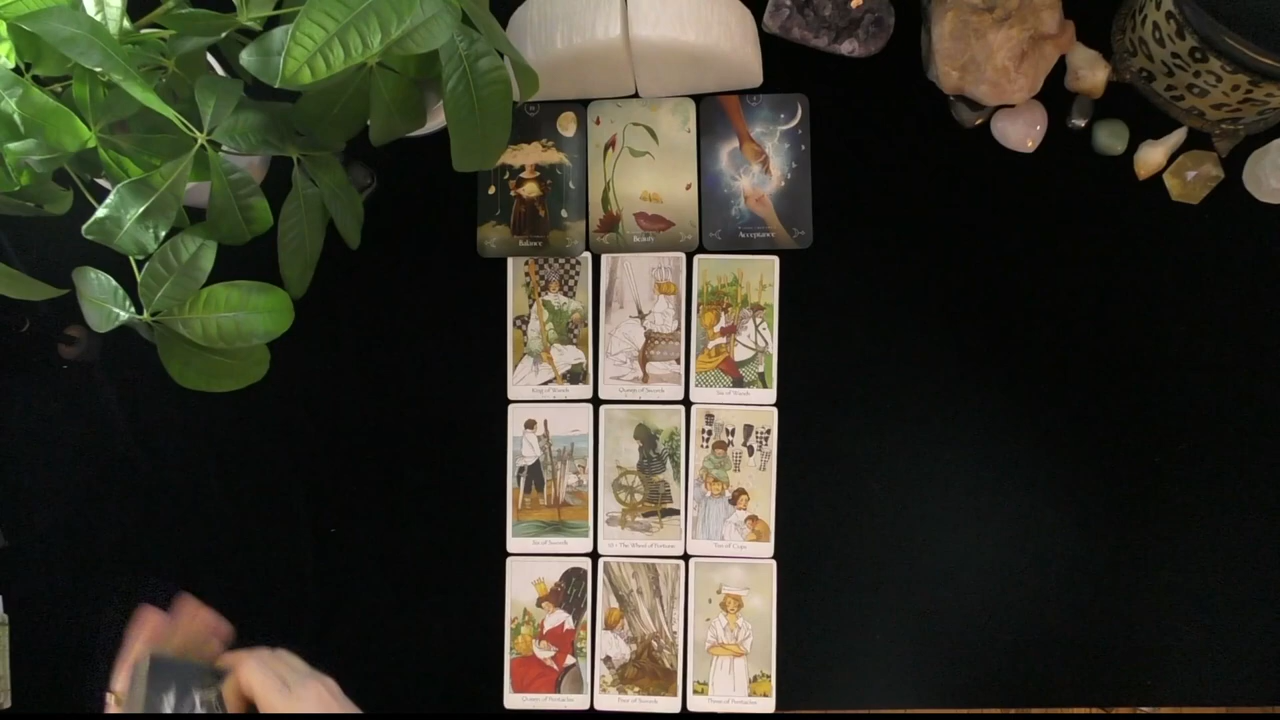 Balance
Beauty
Acceptance
King of Wands
Queen of Swords
Six of Wands
Six of Swords
The Wheel of Fortune
Ten of Cups
Queen of Pentacles
Four of Swords
Three of Pentacles